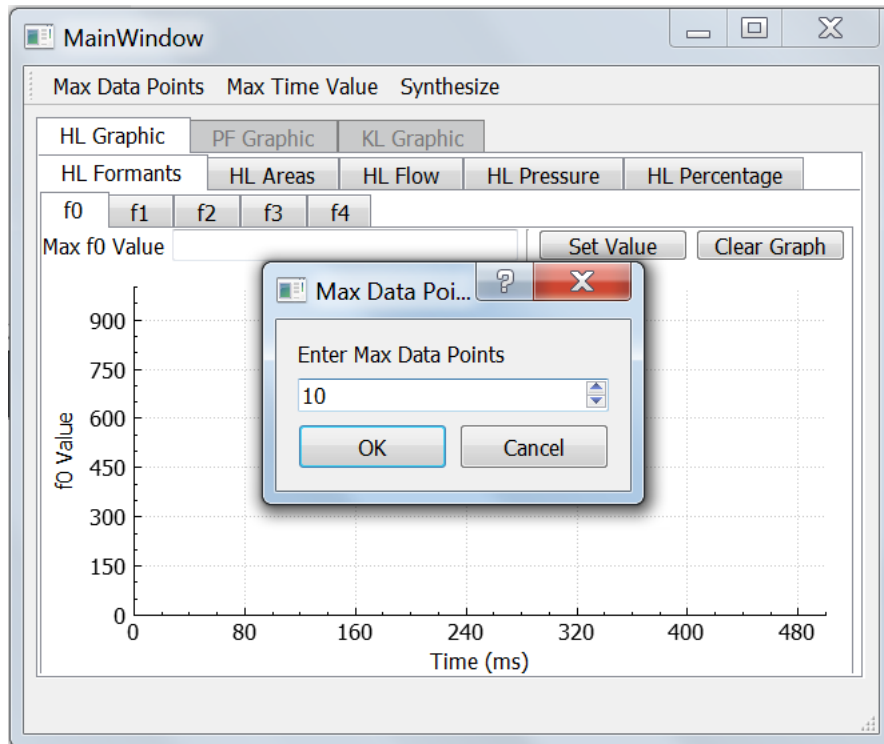 MainWindow
Max Data Points Max Time Value Synthesize
HL Graphic PF Graphic KL Graphic
HL Formants HL Areas HL Flow HL Pressure HL Percentage
f0 f1 f2 f3 f4
Max f0 Value Set Value Clear Graph
Max Data Poi...
Enter Max Data Points
10
OK Cancel
f0 Value
900
750
600
450
300
150
0
0 80 160 240 320 400 480
Time (ms)